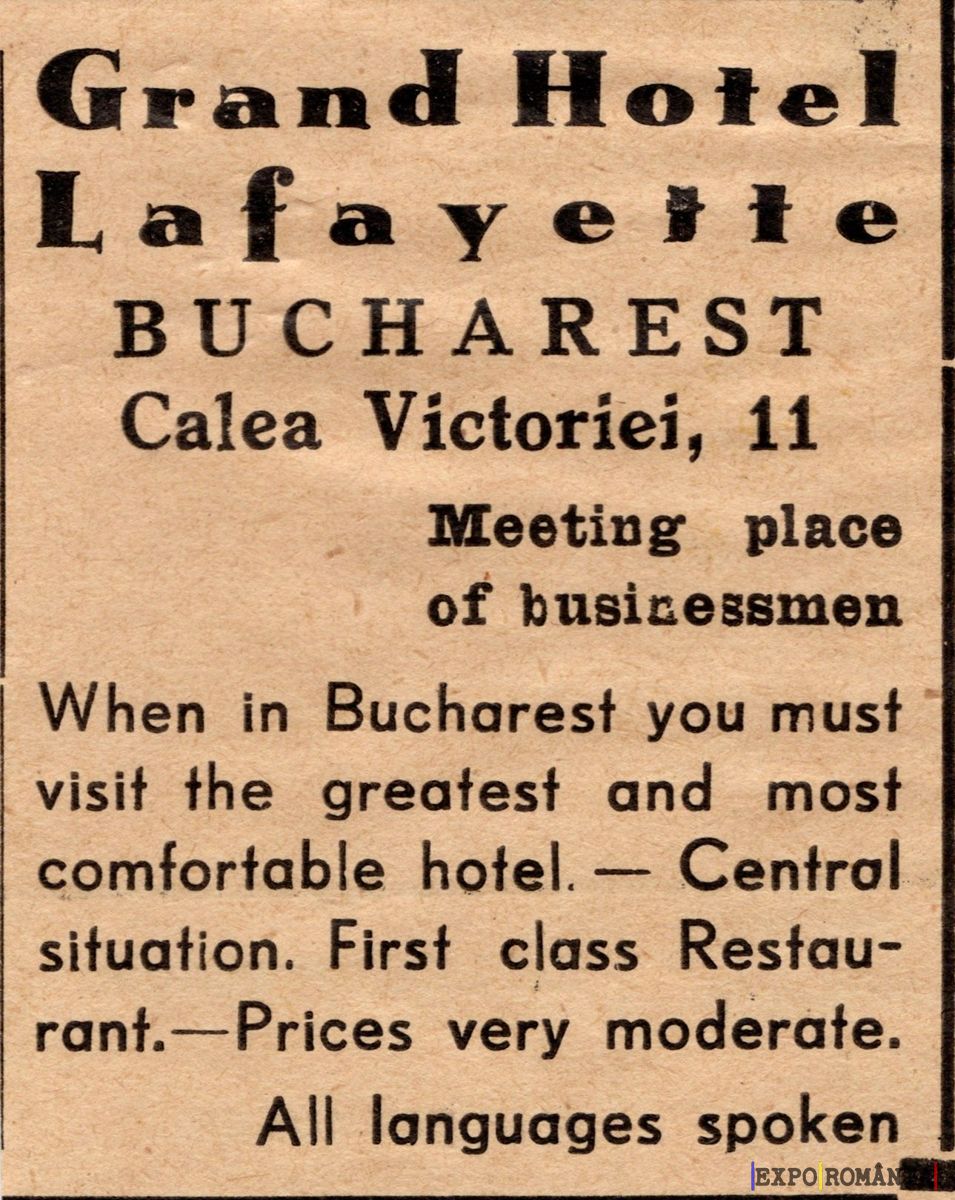 Grand Hotel
Lafayette
BUCHAREST
Calea Victoriei, 11
Meeting place
of businessmen
When in Bucharest you must
visit the greatest and most
comfortable hotel. — Central
situation. First class Restau-
rant.—Prices very moderate.
All languages spoken
|EXPO|ROMÂNIA|